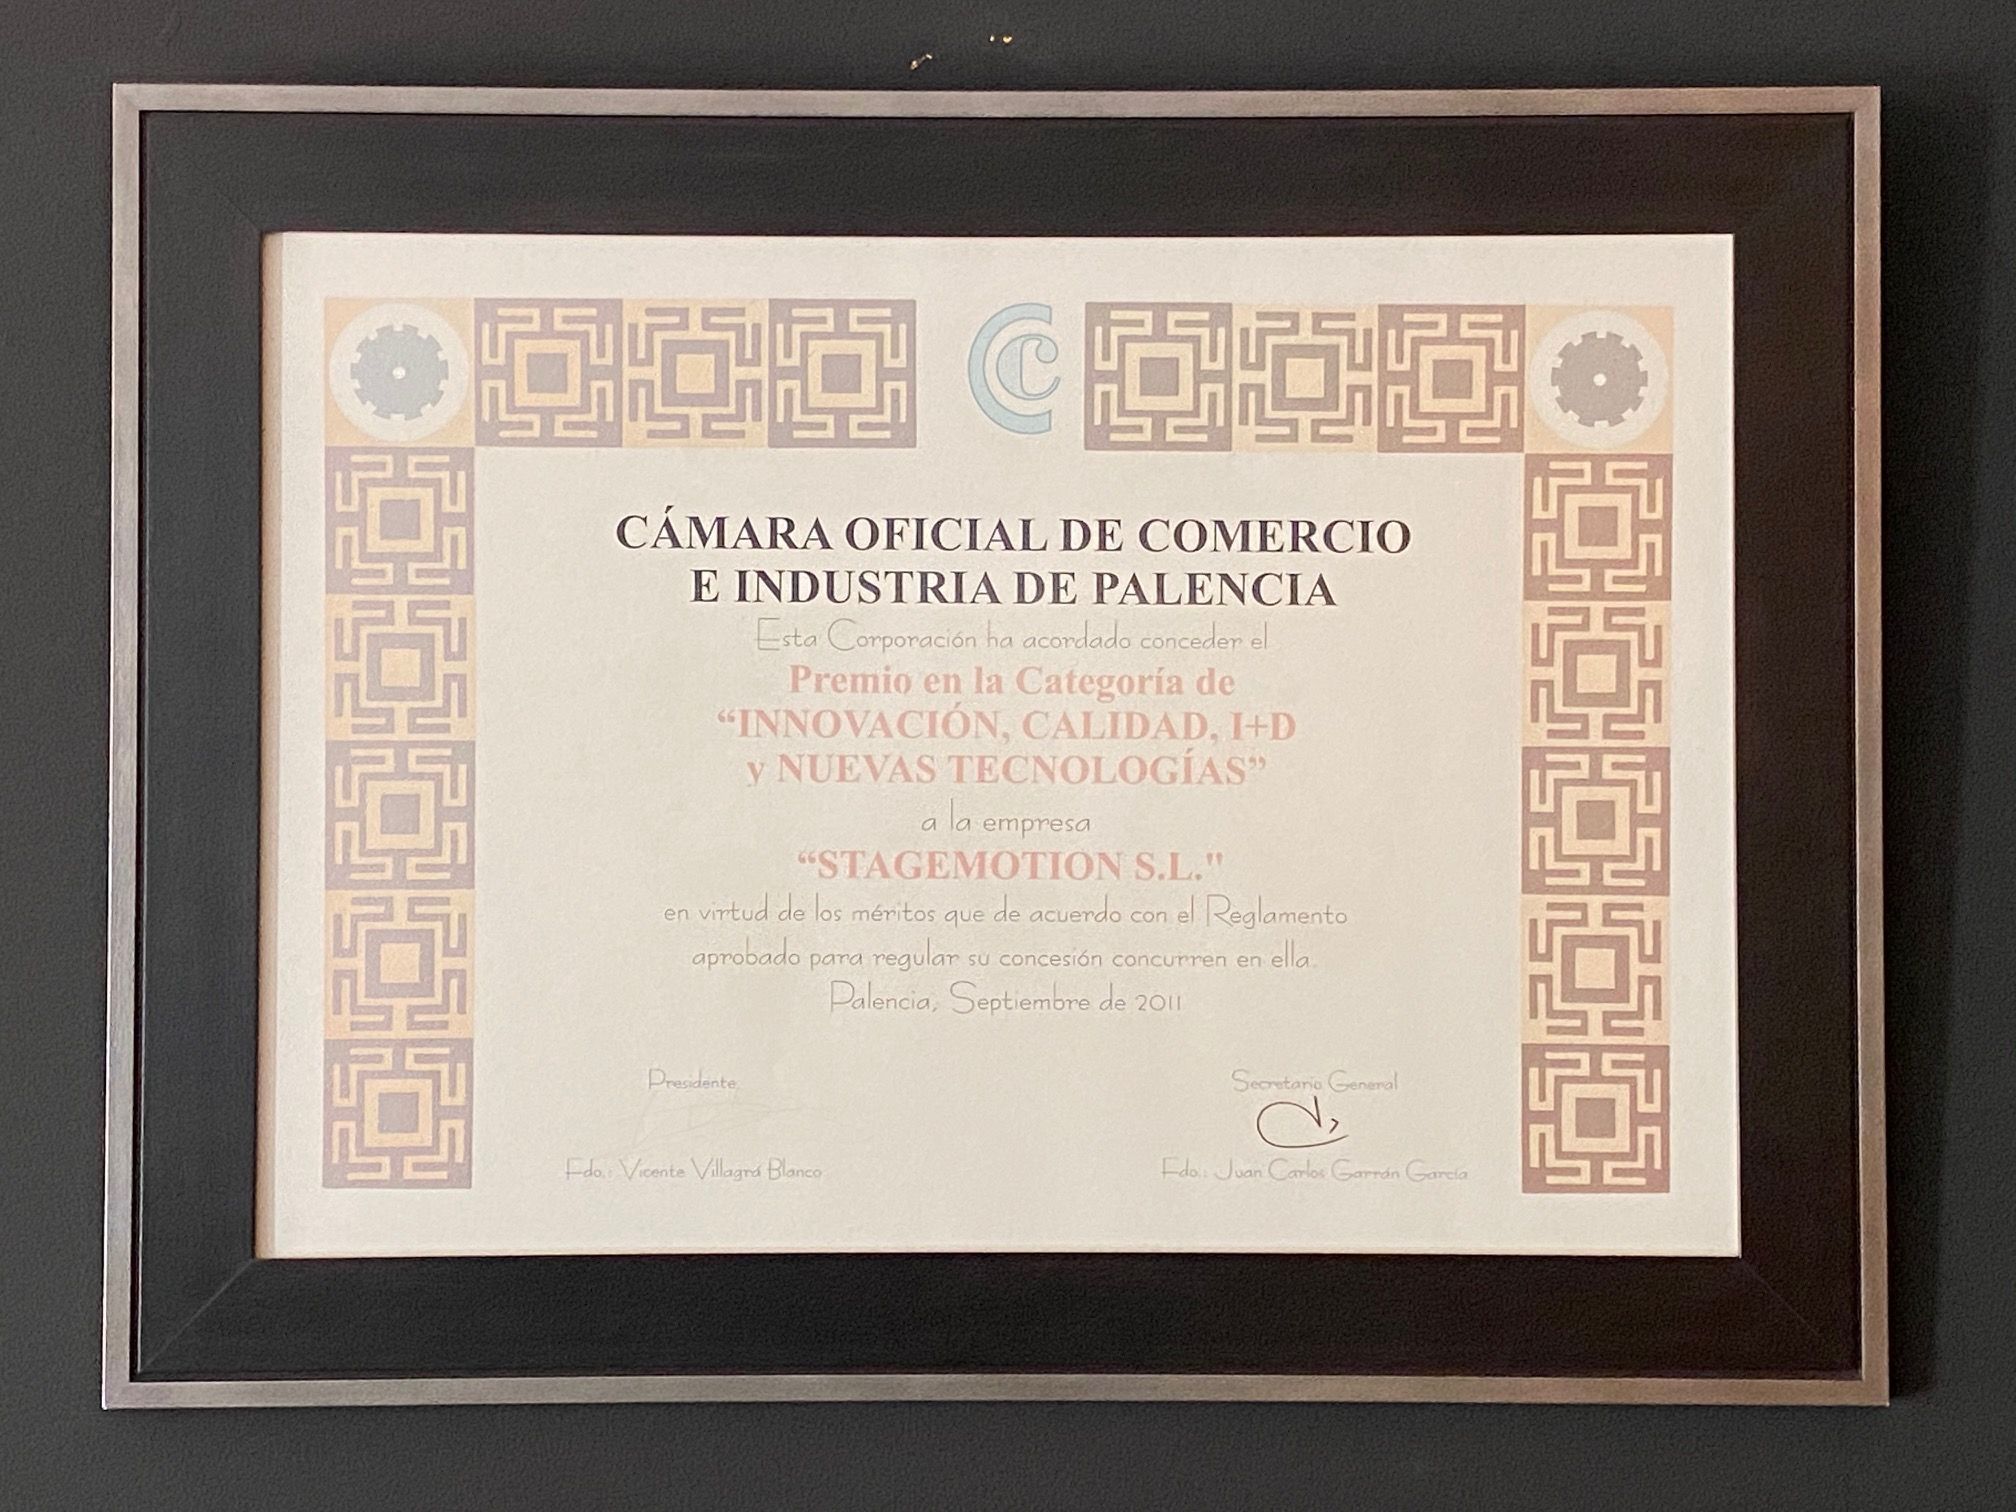 CC
CÁMARA OFICIAL DE COMERCIO
E INDUSTRIA DE PALENCIA
Esta Corporación ha acordado conceder el
Premio en la Categoría de
“INNOVACIÓN, CALIDAD, I+D
y NUEVAS TECNOLOGÍAS”
a la empresa
“STAGEMOTION S.L."
en virtud de los méritos que de acuerdo con el Reglamento
aprobado para regular su concesión concurren en ella.
Palencia, Septiembre de 2011
Presidente,
Secretario General
Fdo.: Vicente Villagrá Blanco
Fdo.: Juan Carlos Garrán García